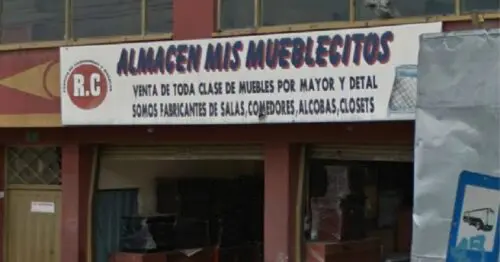 ALMACEN MIS MUEBLECITOS
R.C
VENTA DE TODA CLASE DE MUEBLES POR MAYOR Y DETAL
SOMOS FABRICANTES DE SALAS, COMEDORES, ALCOBAS, CLOSETS